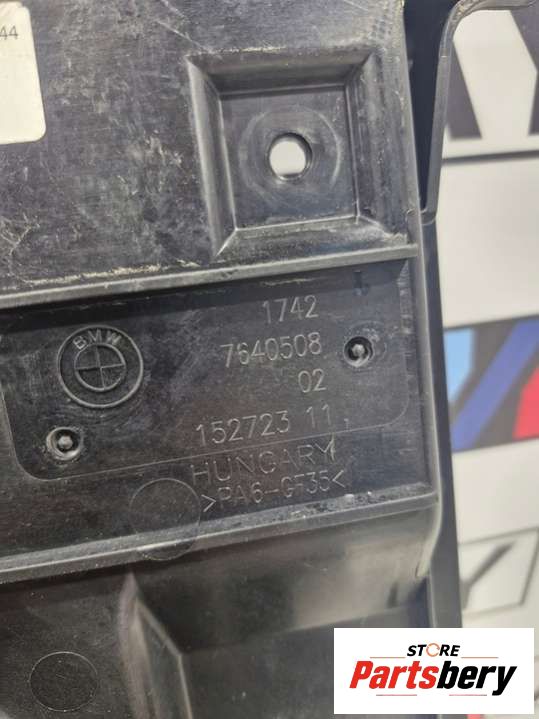 44
BMW
1742
7640508
02
152723 11
HUNGARY
>PA6-GF35<
STORE
Partsbery